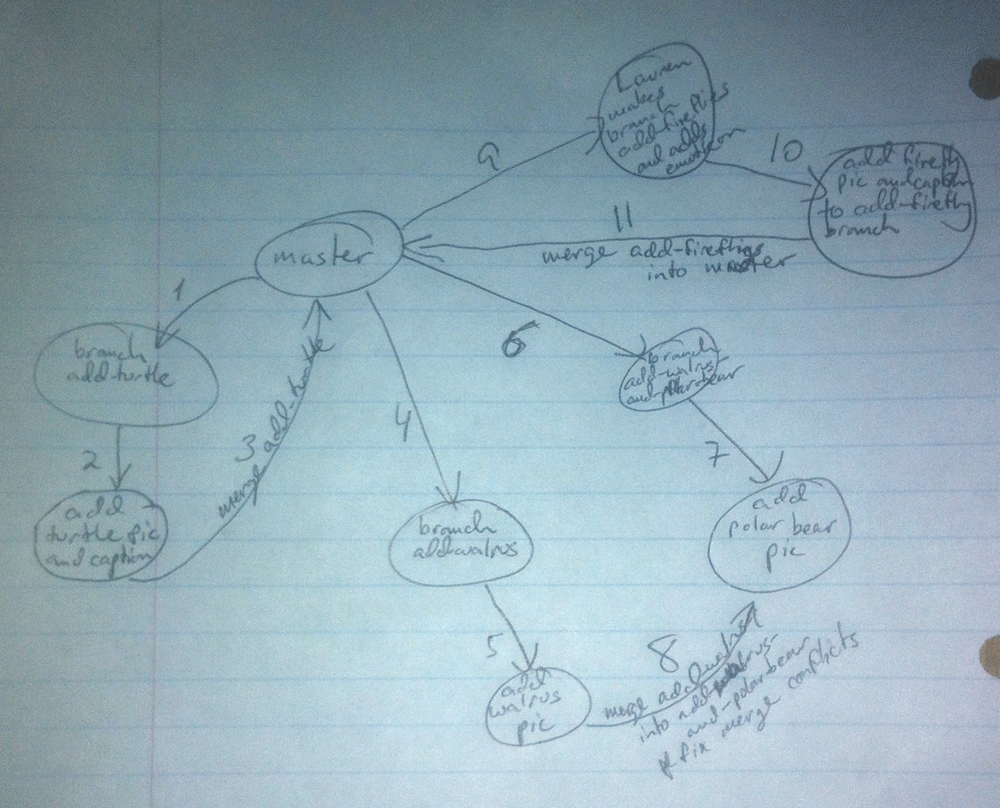 Lauren
makes
branch
add-fireflies
and adds
emoticon
9
10
add firefly
pic and caption
to add-firefly
branch
11
merge add-fireflies
into master
master
1
branch
add-turtle
2
add
turtle pic
and caption
3
merge add-turtle
4
branch
add-walrus
5
add
walrus
pic
6
branch
add-walrus-
and-polar-bear
7
add
polar bear
pic
8
merge add-walrus
into add-walrus-
and-polar-bear
fix merge conflicts